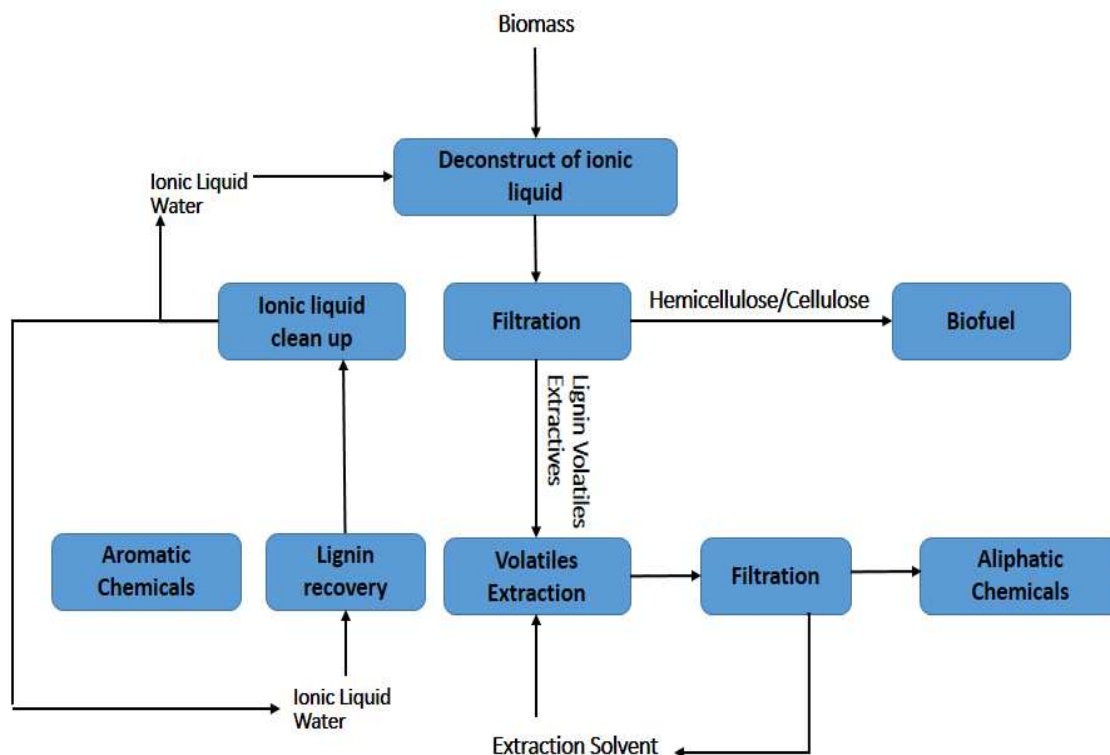 Biomass
Deconstruct of ionic
liquid
Ionic Liquid
Water
Ionic liquid
clean up
Filtration
Hemicellulose/Cellulose
Biofuel
Lignin Volatiles
Extractives
Aromatic
Chemicals
Lignin
recovery
Volatiles
Extraction
Filtration
Aliphatic
Chemicals
Ionic Liquid
Water
Extraction Solvent